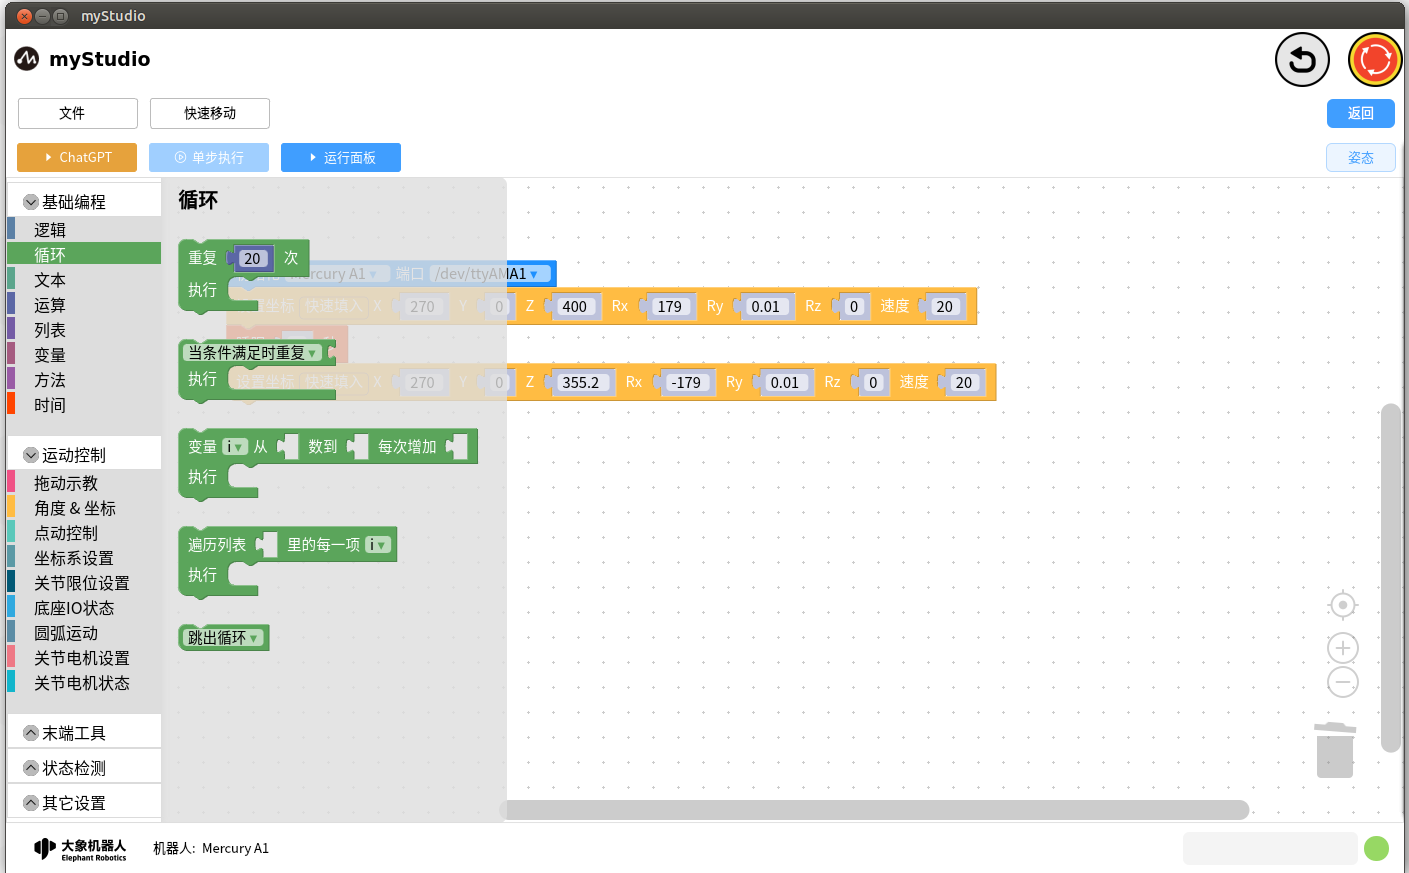 myStudio
myStudio
文件 快速移动 返回
ChatGPT 单步执行 运行面板 姿态
基础编程
逻辑
循环
文本
运算
列表
变量
方法
时间
运动控制
拖动示教
角度 & 坐标
点动控制
坐标系设置
关节限位设置
底座IO状态
圆弧运动
关节电机设置
关节电机状态
末端工具
状态检测
其它设置
循环
重复 20 次
执行
当条件满足时重复
执行
变量 i 从 数到 每次增加
执行
遍历列表 里的每一项 i
执行
跳出循环
Mercury A1 端口 /dev/ttyAMA1
坐标 快速填入 X 270 Y 0 Z 400 Rx 179 Ry 0.01 Rz 0 速度 20
设置坐标 快速填入 X 270 Y 0 Z 355.2 Rx -179 Ry 0.01 Rz 0 速度 20
大象机器人
Elephant Robotics
机器人: Mercury A1